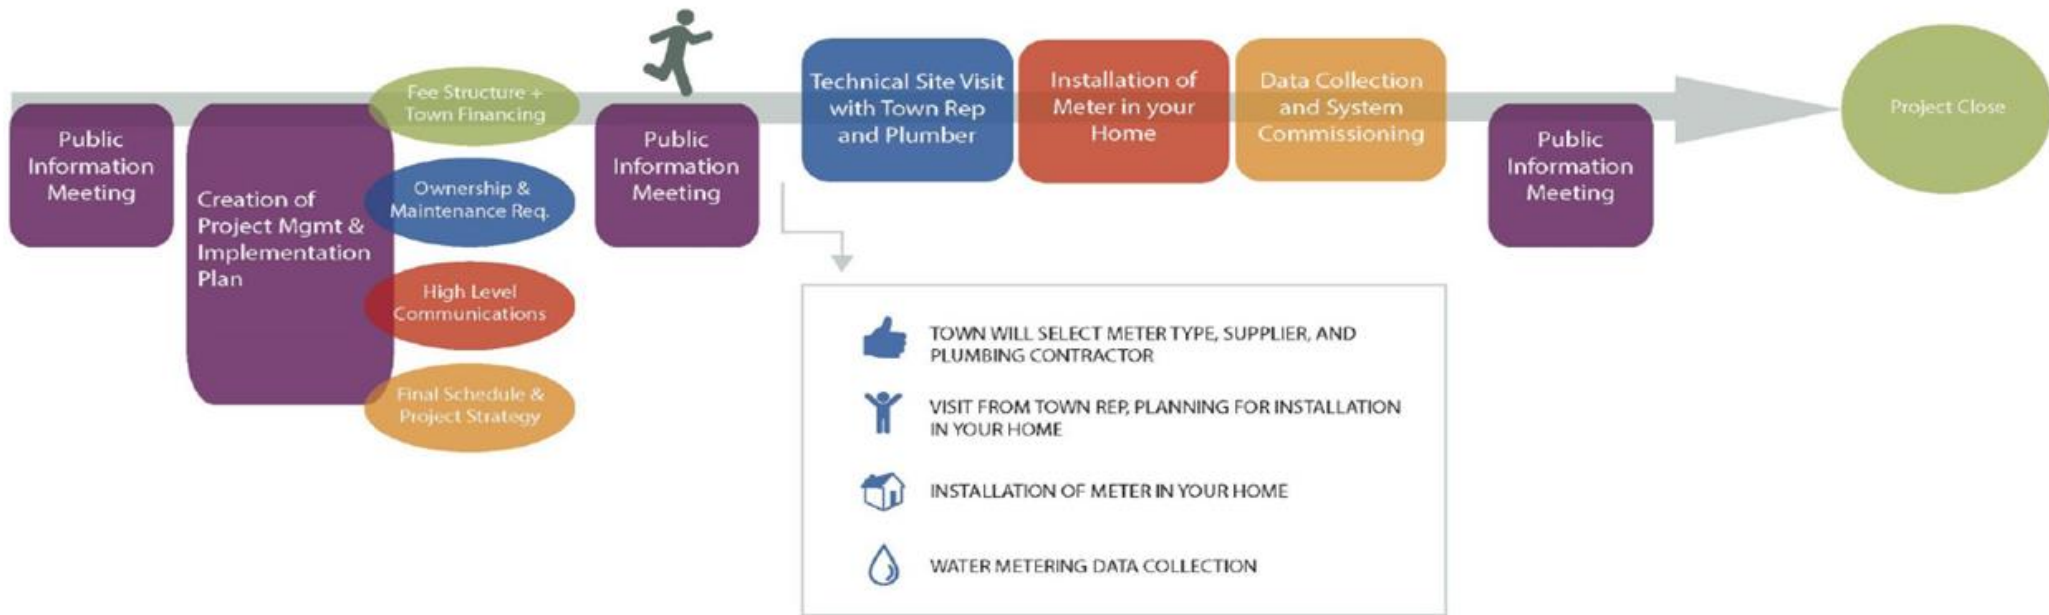 Public
Information
Meeting
Creation of
Project Mgmt &
Implementation
Plan
Fee Structure +
Town Financing
Ownership &
Maintenance Req.
High Level
Communications
Final Schedule &
Project Strategy
Public
Information
Meeting
Technical Site Visit
with Town Rep
and Plumber
Installation of
Meter in your
Home
Data Collection
and System
Commissioning
Public
Information
Meeting
Project Close
TOWN WILL SELECT METER TYPE, SUPPLIER, AND
PLUMBING CONTRACTOR
VISIT FROM TOWN REP, PLANNING FOR INSTALLATION
IN YOUR HOME
INSTALLATION OF METER IN YOUR HOME
WATER METERING DATA COLLECTION